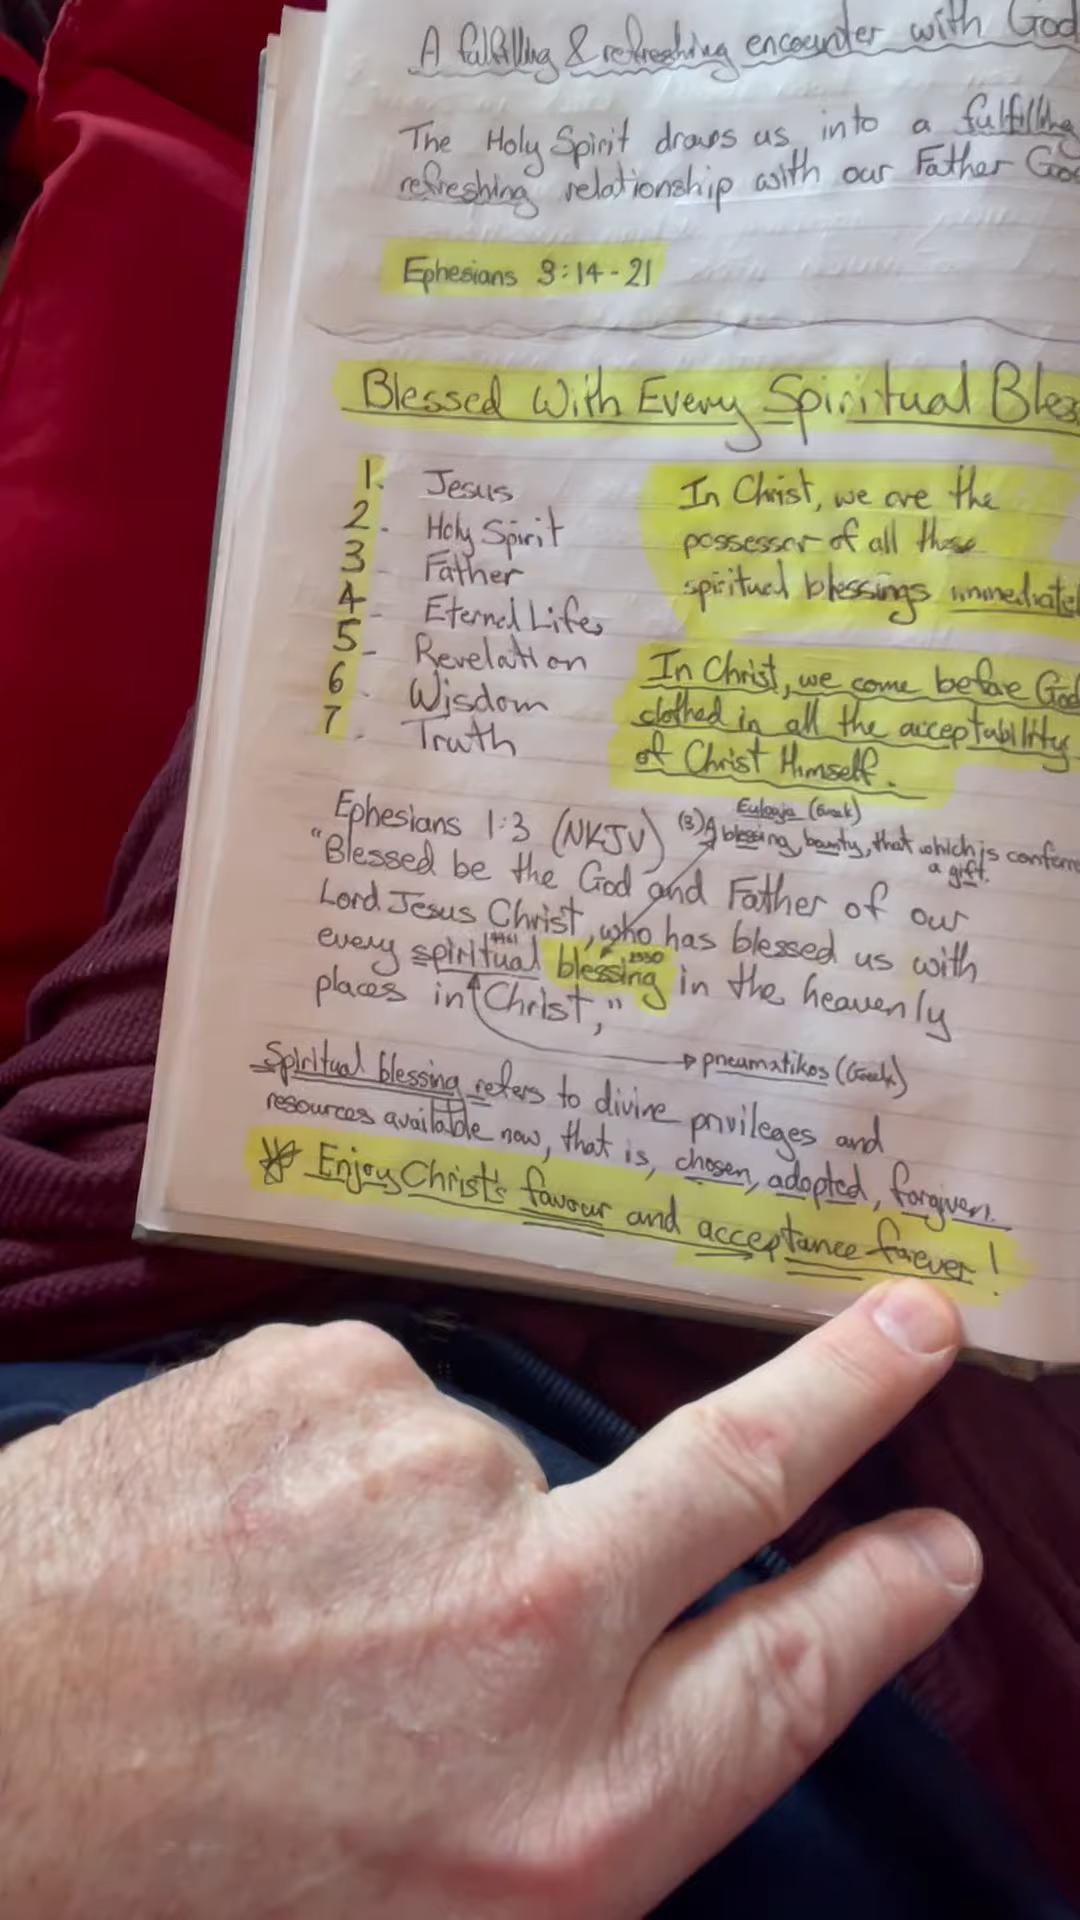 A fulfilling & refreshing encounter with God
The Holy Spirit draws us into a fulfilling
refreshing relationship with our Father God
Ephesians 3:14-21
Blessed With Every Spiritual Bles
1. Jesus
2. Holy Spirit
3 Father
4 Eternal Life
5 Revelation
6 Wisdom
7. Truth
In Christ, we are the
possessor of all these
spiritual blessings immediatel
In Christ, we come before God
clothed in all the acceptability
of Christ Himself.
Eulogia (Greek)
(3) A blessing, bounty, that which is conferre
a gift.
Ephesians 1:3 (NKJV)
"Blessed be the God and Father of our
Lord Jesus Christ, who has blessed us with
every spiritual blessing in the heavenly
places in Christ,"
pneumatikos (Greek)
Spiritual blessing refers to divine privileges and
resources available now, that is, chosen, adopted, forgiven.
Enjoy Christ's favour and acceptance forever!